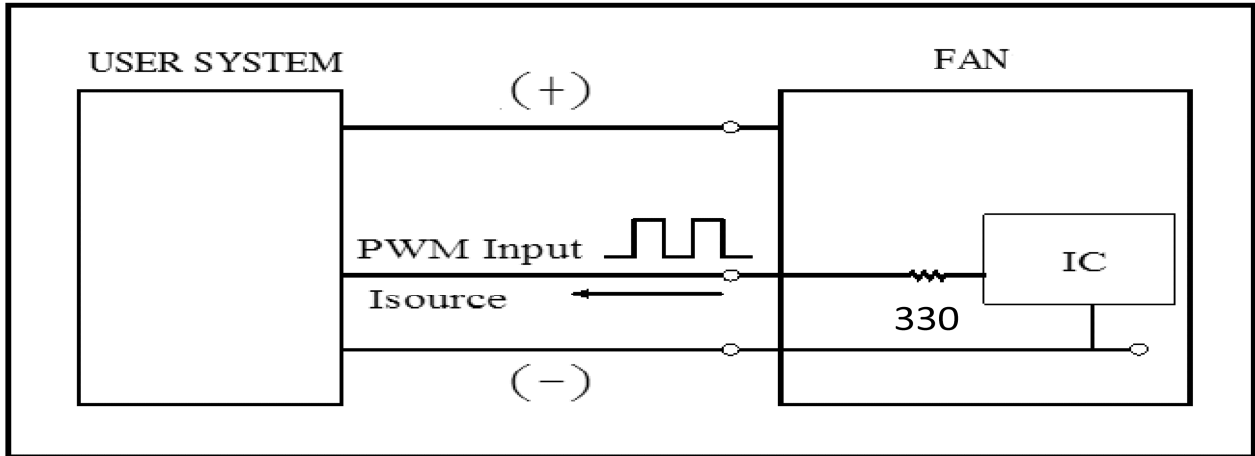 USER SYSTEM
FAN
(+)
PWM Input
IC
Isource
330
(-)